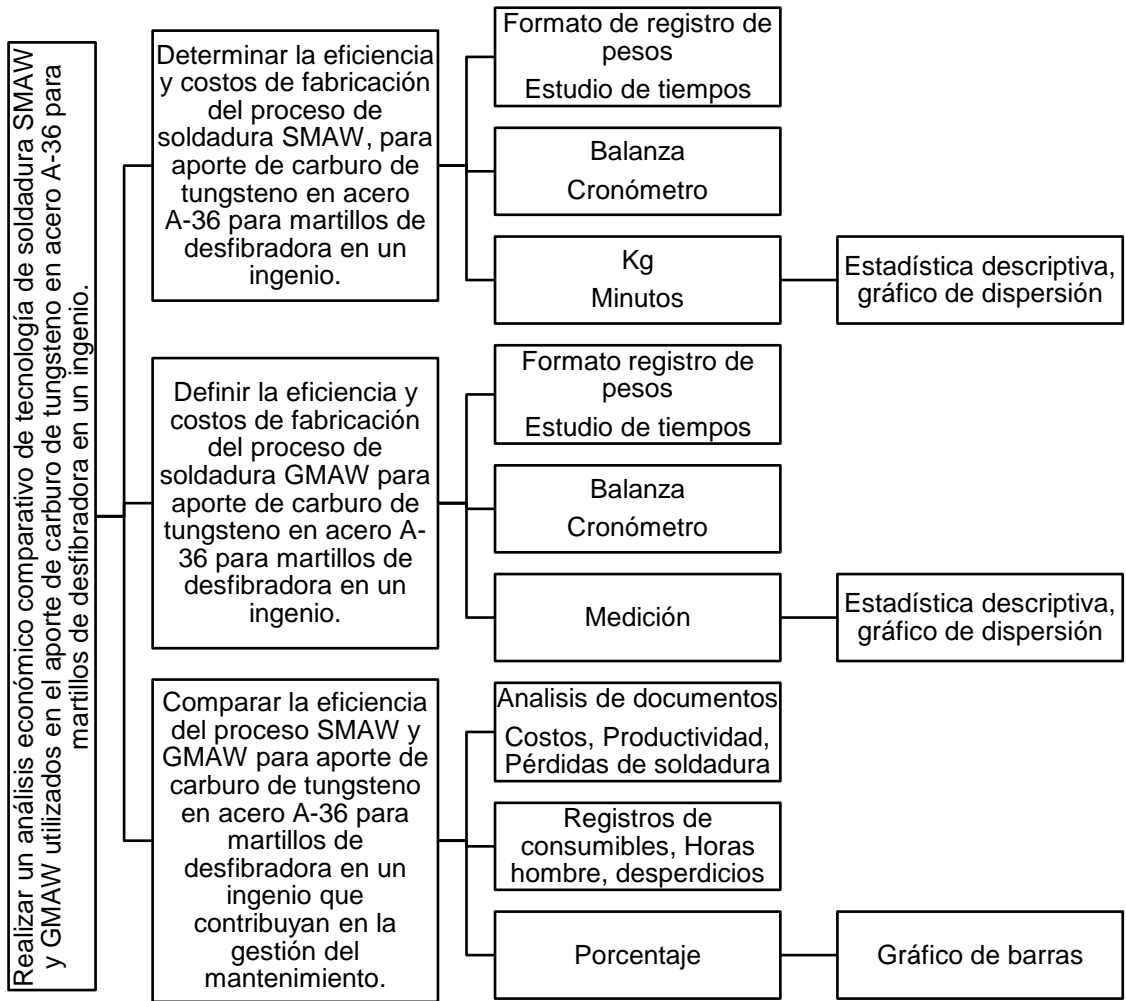 Realizar un análisis económico comparativo de tecnología de soldadura SMAW
y GMAW utilizados en el aporte de carburo de tungsteno en acero A-36 para
martillos de desfibradora en un ingenio.
Determinar la eficiencia
y costos de fabricación
del proceso de
soldadura SMAW, para
aporte de carburo de
tungsteno en acero
A-36 para martillos de
desfibradora en un
ingenio.
Formato de registro de
pesos
Estudio de tiempos
Balanza
Cronómetro
Kg
Minutos
Estadística descriptiva,
gráfico de dispersión
Definir la eficiencia y
costos de fabricación
del proceso de
soldadura GMAW para
aporte de carburo de
tungsteno en acero A-
36 para martillos de
desfibradora en un
ingenio.
Formato registro de
pesos
Estudio de tiempos
Balanza
Cronómetro
Medición
Estadística descriptiva,
gráfico de dispersión
Comparar la eficiencia
del proceso SMAW y
GMAW para aporte de
carburo de tungsteno
en acero A-36 para
martillos de
desfibradora en un
ingenio que
contribuyan en la
gestión del
mantenimiento.
Analisis de documentos
Costos, Productividad,
Pérdidas de soldadura
Registros de
consumibles, Horas
hombre, desperdicios
Porcentaje
Gráfico de barras